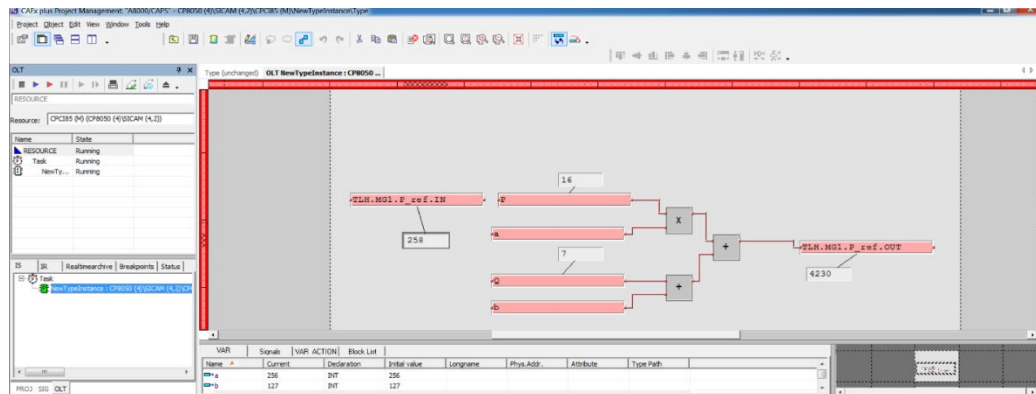 CAEx plus Project Management: "A8000/CAPS" - CP8050 (4)\SICAM (4,2)\CPCI85 (M)\NewTypeInstance\Type
Project Object Edit View Window Tools Help
OLT
Type (unchanged) OLT NewTypeInstance : CP8050 ...
RESOURCE
Resource: CPCI85 (M) (CP8050 (4)\SICAM (4,2))
Name State
RESOURCE Running
Task Running
NewTy... Running
16
TLH.MG1.P_ref.IN P
X
258 a
+ TLH.MG1.P_ref.OUT
7
4230
Q
+
b
IS IR Realtimearchive Breakpoints Status
Task
NewTypeInstance : CP8050 (4)\SICAM (4,2)\CP
VAR Signals VAR ACTION Block List
Name Current Declaration Initial value Longname Phys.Addr. Attribute Type Path
a 256 INT 256
b 127 INT 127
PROJ SIG OLT